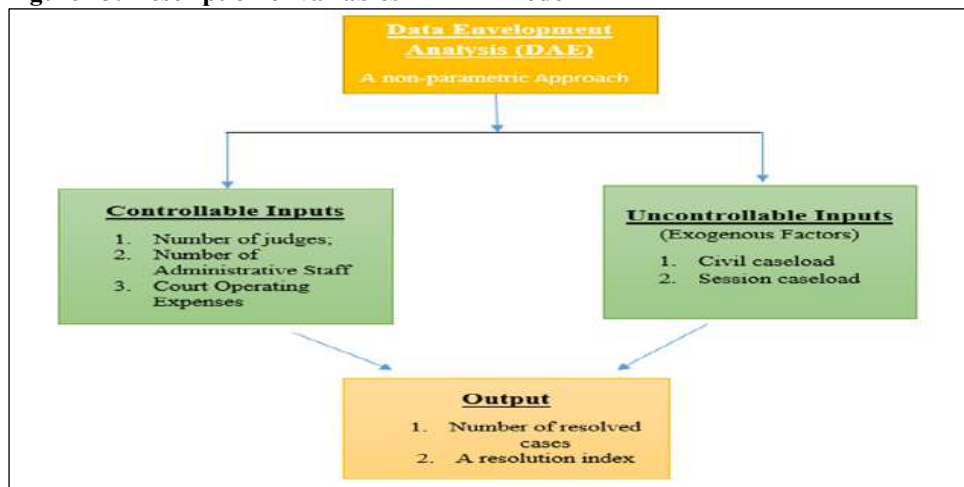 Data Envelopment
Analysis (DAE)
A non-parametric Approach
Controllable Inputs
1. Number of judges;
2. Number of
Administrative Staff
3. Court Operating
Expenses
Uncontrollable Inputs
(Exogenous Factors)
1. Civil caseload
2. Session caseload
Output
1. Number of resolved
cases
2. A resolution index